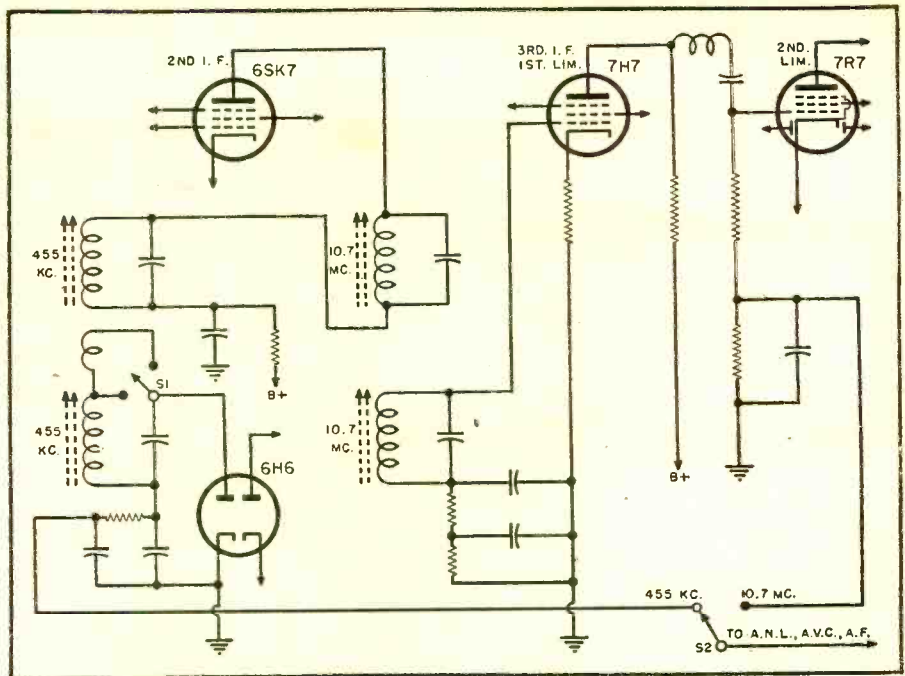 2ND I. F.
6SK7
3RD. I. F.
1ST. LIM.
7H7
2ND.
LIM.
7R7
455
KC.
10.7
MC.
B+
S1
455
KC.
6H6
10.7
MC.
B+
455 KC.
10.7 MC.
S2
TO A.N.L., A.V.C., A.F.